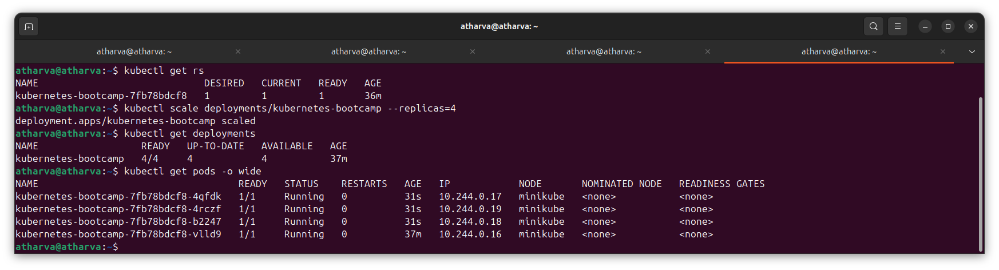 atharva@atharva: ~
atharva@atharva: ~ atharva@atharva: ~ atharva@atharva: ~ atharva@atharva: ~
atharva@atharva:~$ kubectl get rs
NAME                             DESIRED   CURRENT   READY   AGE
kubernetes-bootcamp-7fb78bdcf8   1         1         1       36m
atharva@atharva:~$ kubectl scale deployments/kubernetes-bootcamp --replicas=4
deployment.apps/kubernetes-bootcamp scaled
atharva@atharva:~$ kubectl get deployments
NAME                  READY   UP-TO-DATE   AVAILABLE   AGE
kubernetes-bootcamp   4/4     4            4           37m
atharva@atharva:~$ kubectl get pods -o wide
NAME                                   READY   STATUS    RESTARTS   AGE   IP            NODE       NOMINATED NODE   READINESS GATES
kubernetes-bootcamp-7fb78bdcf8-4qfdk   1/1     Running   0          31s   10.244.0.17   minikube   <none>           <none>
kubernetes-bootcamp-7fb78bdcf8-4rczf   1/1     Running   0          31s   10.244.0.19   minikube   <none>           <none>
kubernetes-bootcamp-7fb78bdcf8-b2247   1/1     Running   0          31s   10.244.0.18   minikube   <none>           <none>
kubernetes-bootcamp-7fb78bdcf8-vlld9   1/1     Running   0          37m   10.244.0.16   minikube   <none>           <none>
atharva@atharva:~$